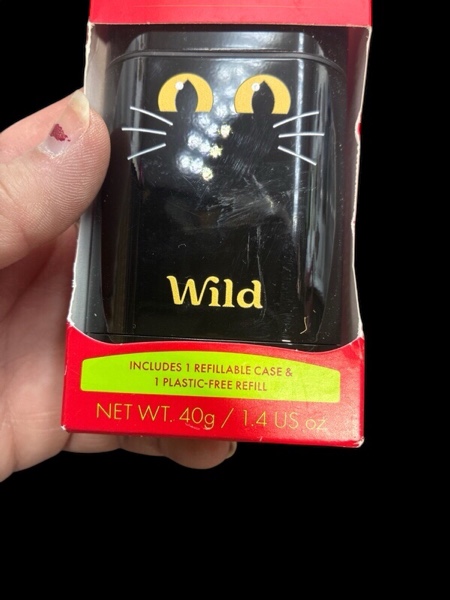 Wild
INCLUDES 1 REFILLABLE CASE &
1 PLASTIC-FREE REFILL
NET WT. 40g / 1.4 US oz